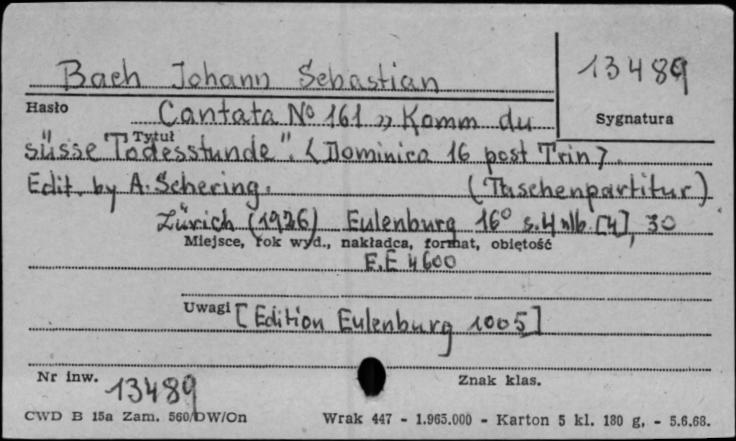 Bach Johann Sebastian
13489
Hasło
Cantata No 161 „Komm du
Sygnatura
Tytuł
süsse Todesstunde". <Dominica 16 post Trin>.
Edit. by A. Schering. (Taschenpartitur)
Zürich (1926) Eulenburg 16° s. [4], 30
Miejsce, rok wyd., nakładca, format, objętość
E.E 4600
Uwagi [Edition Eulenburg 1005]
Nr inw. 13489
Znak klas.
CWD B 15a Zam. 560/DW/On Wrak 447 - 1.965.000 - Karton 5 kl. 180 g, - 5.6.68.